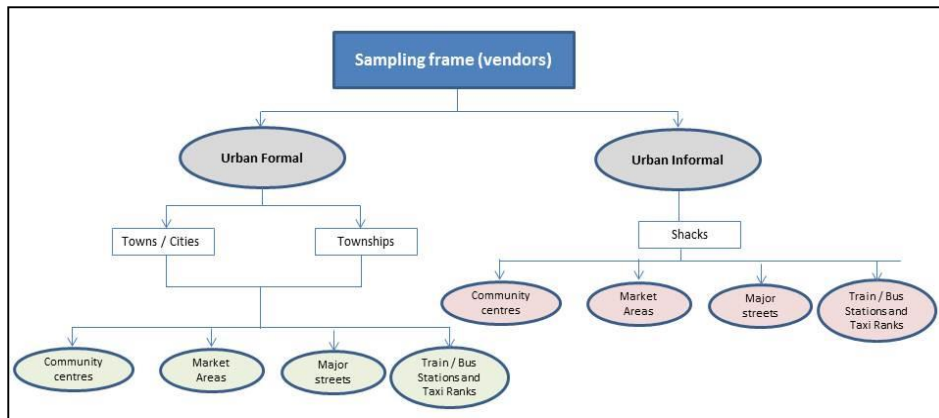 Sampling frame (vendors)
Urban Formal
Urban Informal
Towns / Cities
Townships
Shacks
Community
centres
Market
Areas
Major
streets
Train / Bus
Stations and
Taxi Ranks
Community
centres
Market
Areas
Major
streets
Train / Bus
Stations and
Taxi Ranks